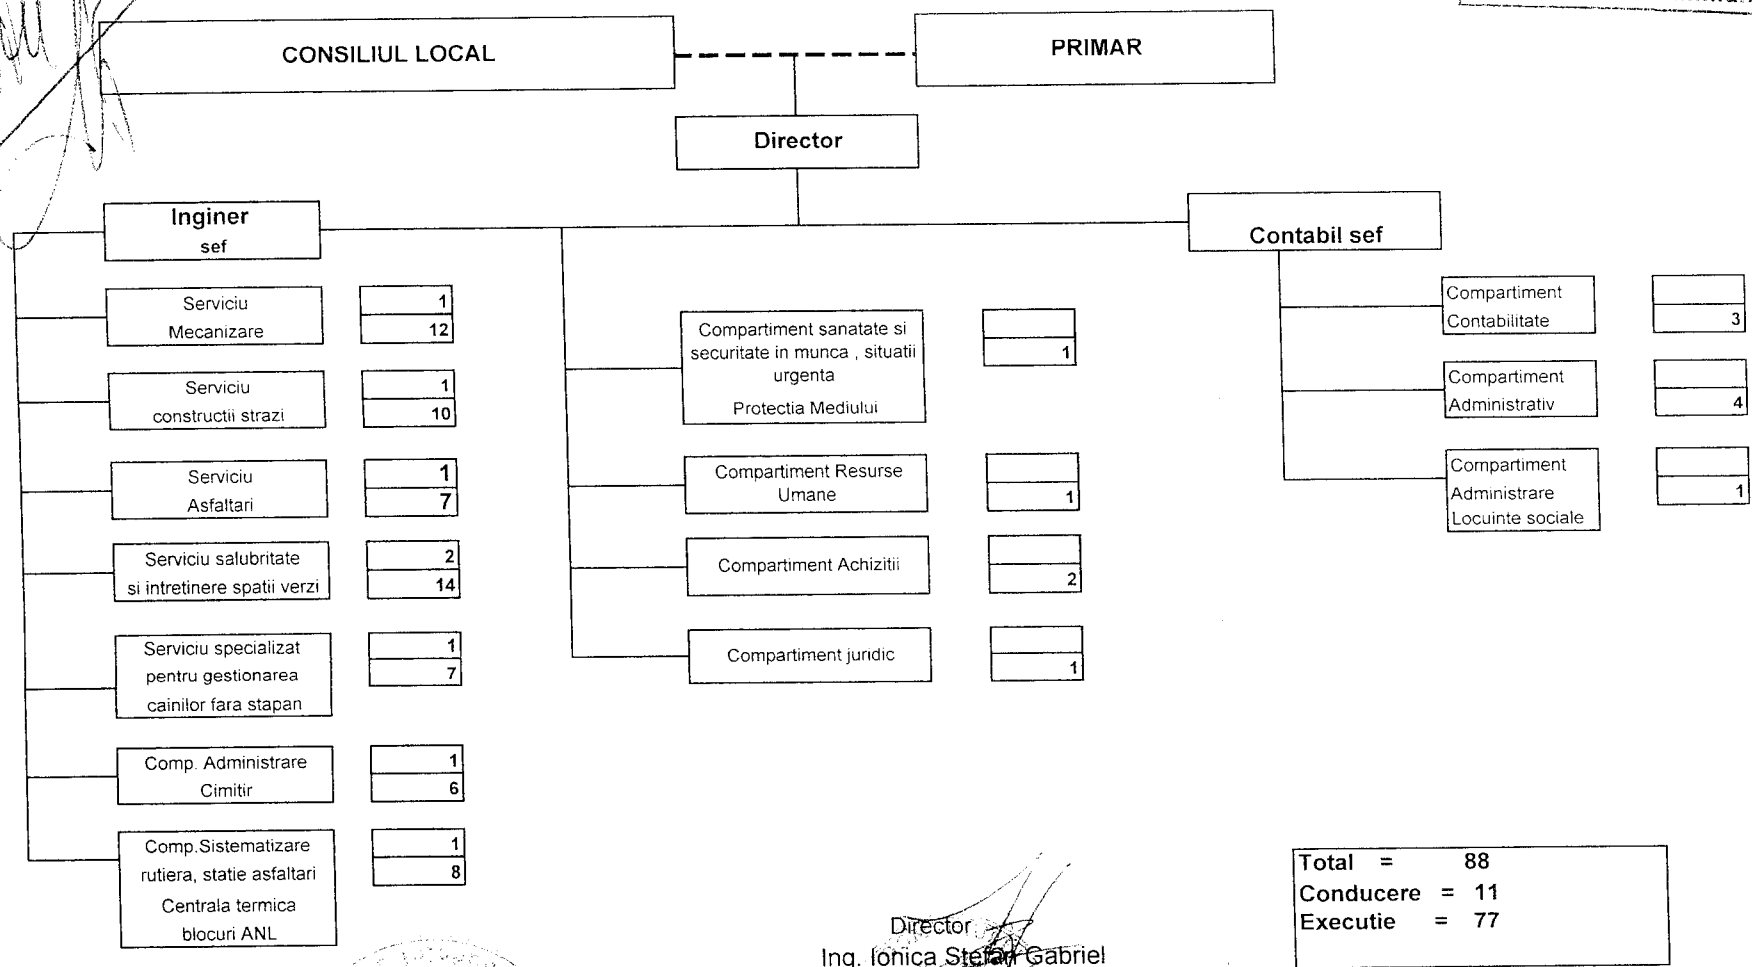 CONSILIUL LOCAL
PRIMAR
Director
Inginer
sef
Contabil sef
Serviciu
Mecanizare
1
12
Serviciu
constructii strazi
1
10
Serviciu
Asfaltari
1
7
Serviciu salubritate
si intretinere spatii verzi
2
14
Serviciu specializat
pentru gestionarea
cainilor fara stapan
1
7
Comp. Administrare
Cimitir
1
6
Comp.Sistematizare
rutiera, statie asfaltari
Centrala termica
blocuri ANL
1
8
Compartiment sanatate si
securitate in munca , situatii
urgenta
Protectia Mediului
1
Compartiment Resurse
Umane
1
Compartiment Achizitii
2
Compartiment juridic
1
Compartiment
Contabilitate
3
Compartiment
Administrativ
4
Compartiment
Administrare
Locuinte sociale
1
Total = 88
Conducere = 11
Executie = 77
Director
Ing. Ionica Stefan Gabriel